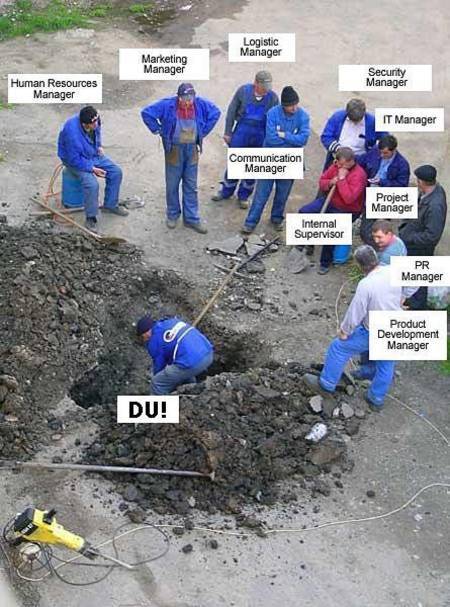 Logistic
Manager
Marketing
Manager
Security
Manager
Human Resources
Manager
IT Manager
Communication
Manager
Project
Manager
Internal
Supervisor
PR
Manager
Product
Development
Manager
DU!